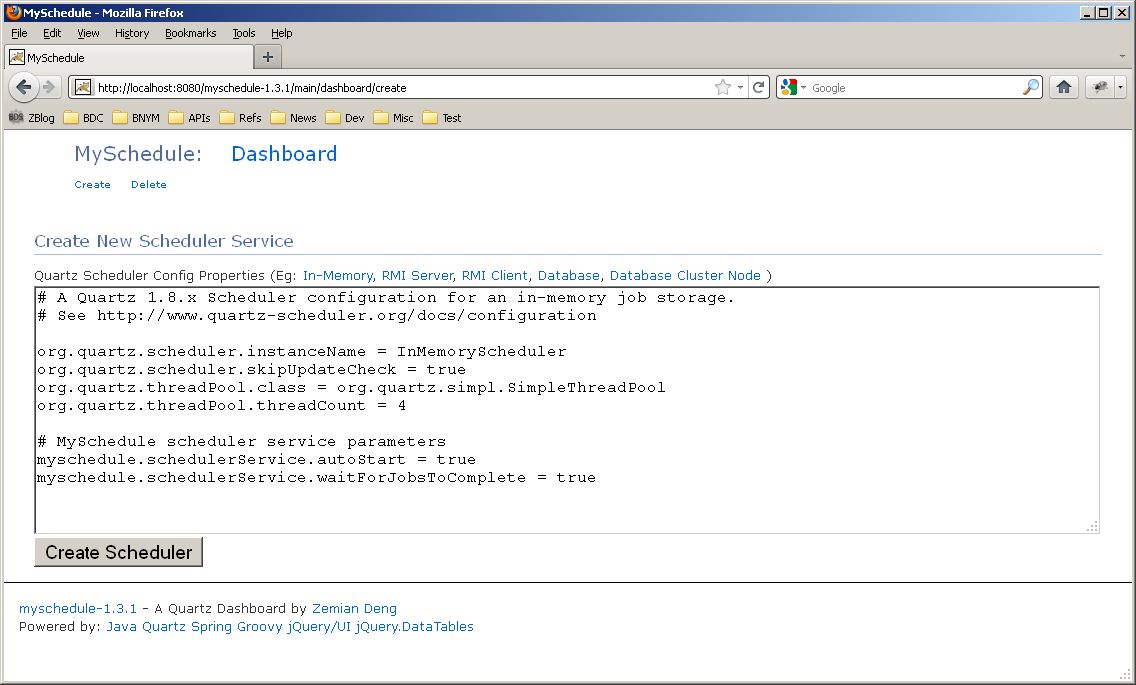 MySchedule - Mozilla Firefox
File Edit View History Bookmarks Tools Help
MySchedule
http://localhost:8080/myschedule-1.3.1/main/dashboard/create Google
BDS ZBlog BDC BNYM APIs Refs News Dev Misc Test
MySchedule: Dashboard
Create Delete
Create New Scheduler Service
Quartz Scheduler Config Properties (Eg: In-Memory, RMI Server, RMI Client, Database, Database Cluster Node )
# A Quartz 1.8.x Scheduler configuration for an in-memory job storage.
# See http://www.quartz-scheduler.org/docs/configuration
org.quartz.scheduler.instanceName = InMemoryScheduler
org.quartz.scheduler.skipUpdateCheck = true
org.quartz.threadPool.class = org.quartz.simpl.SimpleThreadPool
org.quartz.threadPool.threadCount = 4
# MySchedule scheduler service parameters
myschedule.schedulerService.autoStart = true
myschedule.schedulerService.waitForJobsToComplete = true
Create Scheduler
myschedule-1.3.1 - A Quartz Dashboard by Zemian Deng
Powered by: Java Quartz Spring Groovy jQuery/UI jQuery.DataTables